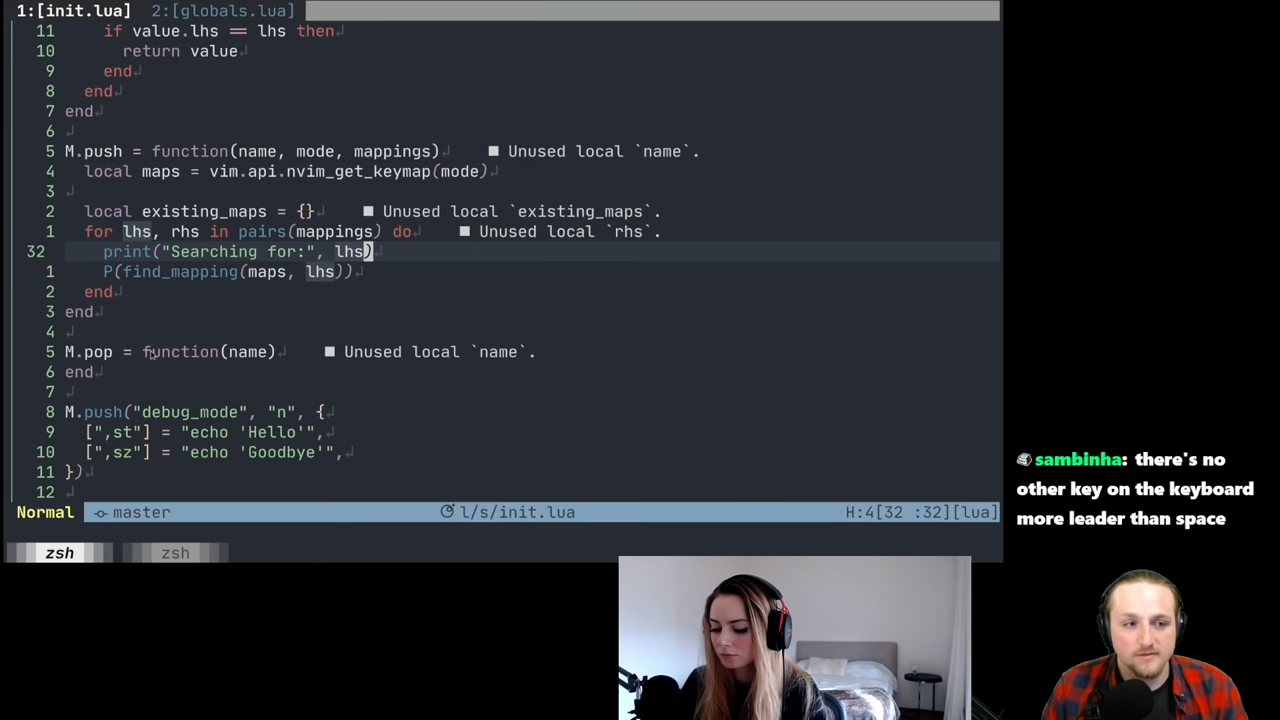 1:[init.lua]  2:[globals.lua]
11      if value.lhs == lhs then↲
10        return value↲
9      end↲
8    end↲
7  end↲
6  ↲
5  M.push = function(name, mode, mappings)↲    ■ Unused local `name`.
4    local maps = vim.api.nvim_get_keymap(mode)↲
3  ↲
2    local existing_maps = {}↲    ■ Unused local `existing_maps`.
1    for lhs, rhs in pairs(mappings) do↲    ■ Unused local `rhs`.
32      print("Searching for:", lhs)↲
1      P(find_mapping(maps, lhs))↲
2    end↲
3  end↲
4  ↲
5  M.pop = function(name)↲    ■ Unused local `name`.
6  end↲
7  ↲
8  M.push("debug_mode", "n", {↲
9    [",st"] = "echo 'Hello'",↲
10    [",sz"] = "echo 'Goodbye'",↲
11  })↲
12  ↲
Normal  master  l/s/init.lua  H:4[32 :32][lua]
zsh  zsh
sambinha: there's no
other key on the keyboard
more leader than space